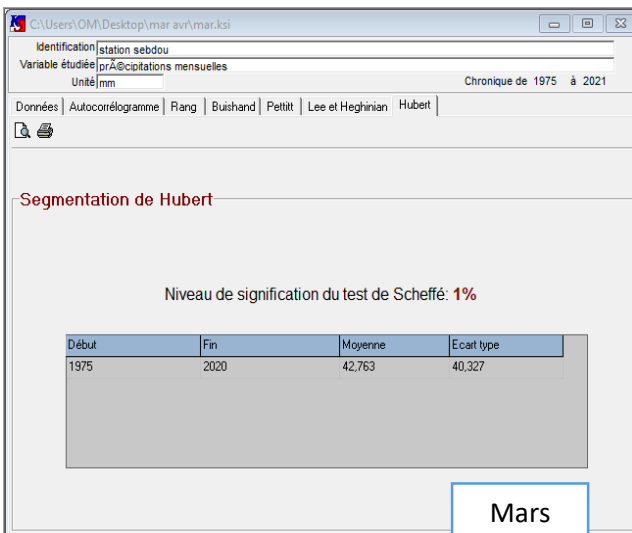 C:\Users\OM\Desktop\mar avr\mar.ksi
Identification station sebdou
Variable étudiée prÃ©cipitations mensuelles
Unité mm Chronique de 1975 à 2021
Données Autocorrélogramme Rang Buishand Pettitt Lee et Heghinian Hubert
Segmentation de Hubert
Niveau de signification du test de Scheffé: 1%
Début Fin Moyenne Ecart type
1975 2020 42,763 40,327
Mars